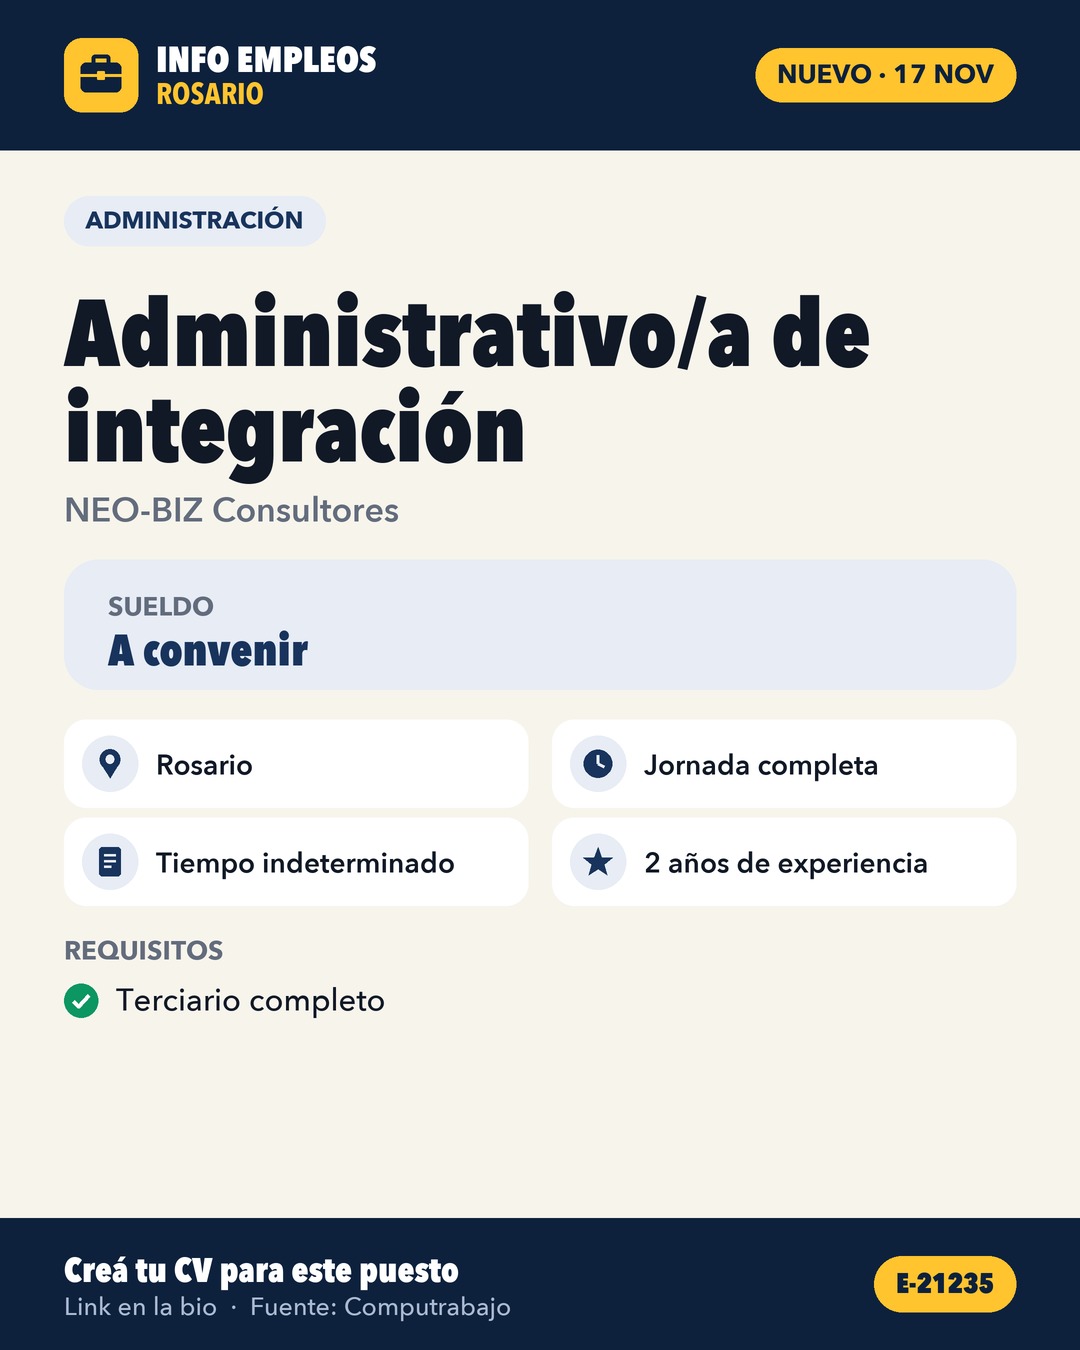 INFO EMPLEOS
ROSARIO
NUEVO · 17 NOV
ADMINISTRACIÓN
Administrativo/a de
integración
NEO-BIZ Consultores
SUELDO
A convenir
Rosario
Jornada completa
Tiempo indeterminado
2 años de experiencia
REQUISITOS
Terciario completo
Creá tu CV para este puesto
Link en la bio · Fuente: Computrabajo
E-21235